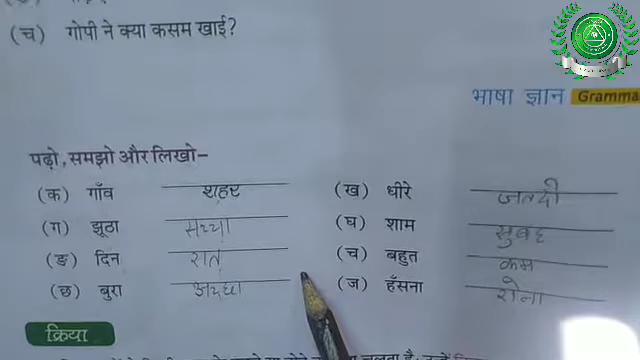 (च) गोपी ने क्या कसम खाई?
भाषा ज्ञान Gramma
पढ़ो, समझो और लिखो–
(क) गाँव शहर (ख) धीरे जल्दी
(ग) झूठा सच्चा (घ) शाम सुबह
(ङ) दिन रात (च) बहुत कम
(छ) बुरा अच्छा (ज) हँसना रोना
क्रिया